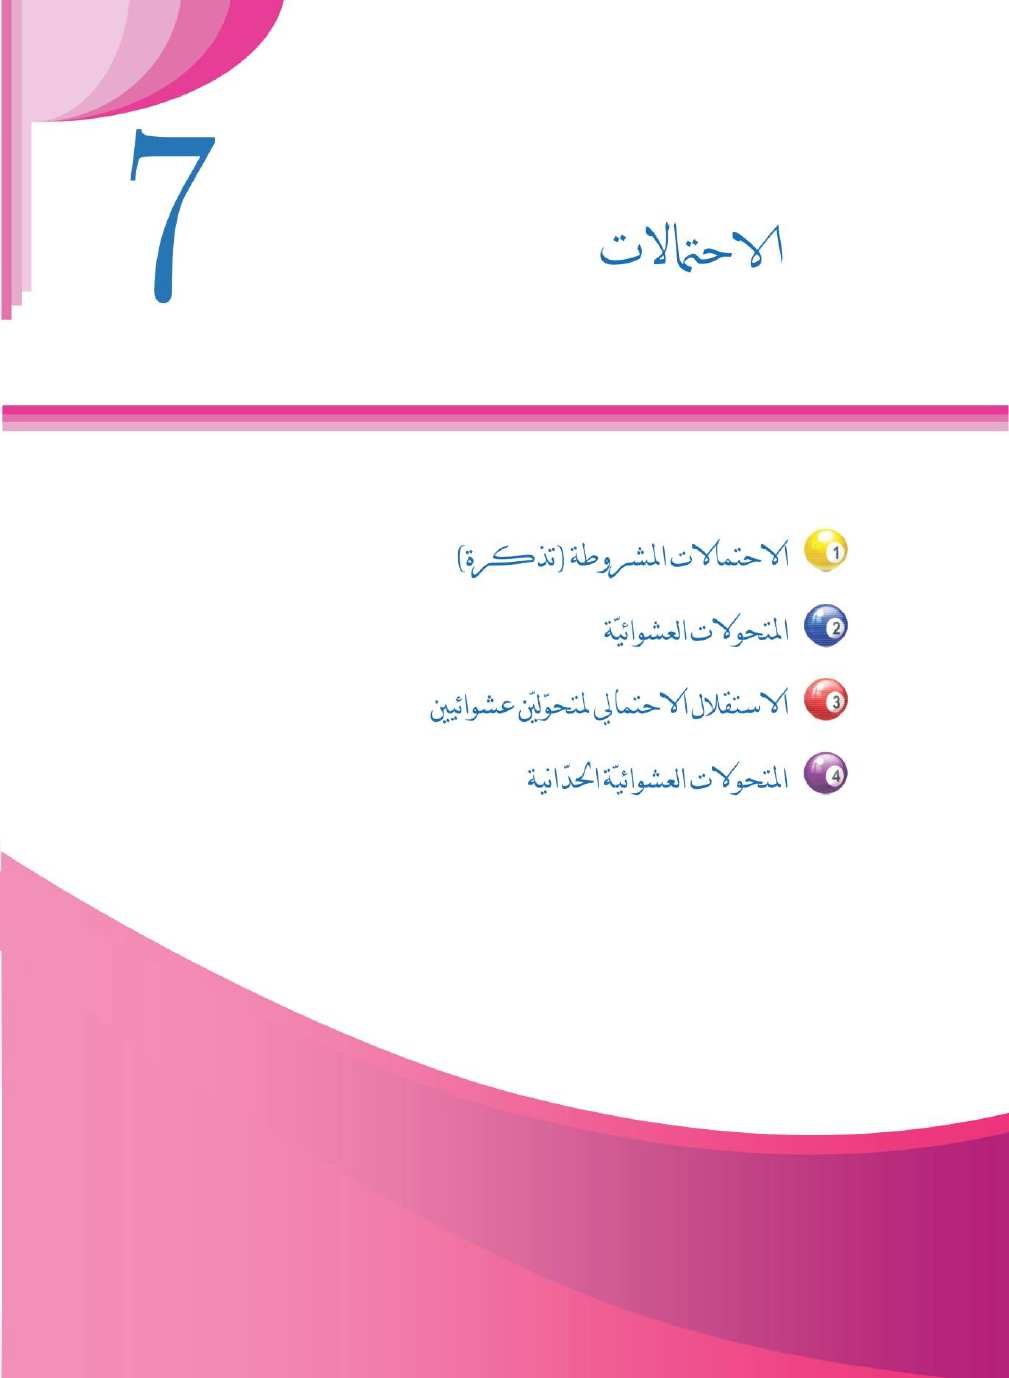 7
الاحتمالات
1 الاحتمالات المشروطة (تذكرة)
2 المتحولات العشوائيّة
3 الاستقلال الاحتمالي لمتحوّليّن عشوائيين
4 المتحولات العشوائيّة الحدّانية